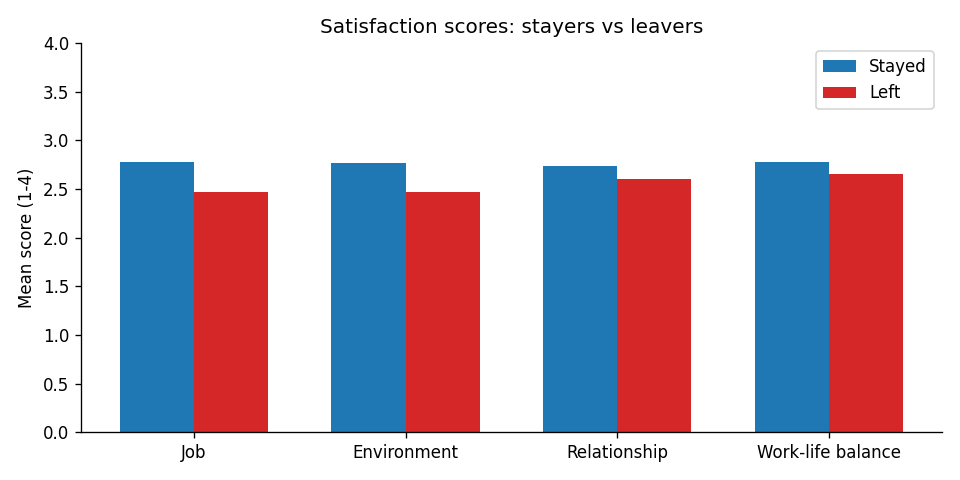 Satisfaction scores: stayers vs leavers
Stayed
Left
Mean score (1-4)
4.0
3.5
3.0
2.5
2.0
1.5
1.0
0.5
0.0
Job
Environment
Relationship
Work-life balance